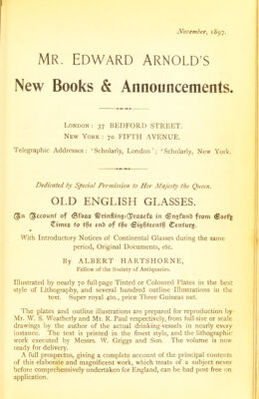 November, 1897.
MR. EDWARD ARNOLD'S
New Books & Announcements.
LONDON: 37 BEDFORD STREET.
NEW YORK: 70 FIFTH AVENUE.
Telegraphic Addresses: 'Scholarly, London'; 'Scholarly, New York.
Dedicated by Special Permission to Her Majesty the Queen.
OLD ENGLISH GLASSES.
An Account of Glass Drinking-Vessels in England from Early
Times to the end of the Eighteenth Century.
With Introductory Notices of Continental Glasses during the same
period, Original Documents, etc.
By ALBERT HARTSHORNE,
Fellow of the Society of Antiquaries.
Illustrated by nearly 70 full-page Tinted or Coloured Plates in the best
style of Lithography, and several hundred outline Illustrations in the
text. Super royal 4to., price Three Guineas net.
The plates and outline illustrations are prepared for reproduction by
Mr. W. S. Weatherly and Mr. R. Paul respectively, from full-size or scale
drawings by the author of the actual drinking-vessels in nearly every
instance. The text is printed in the finest style, and the lithographic
work executed by Messrs. W. Griggs and Son. The volume is now
ready for delivery.
A full prospectus, giving a complete account of the principal contents
of this elaborate and magnificent work, which treats of a subject never
before comprehensively undertaken for England, can be had post free on
application.